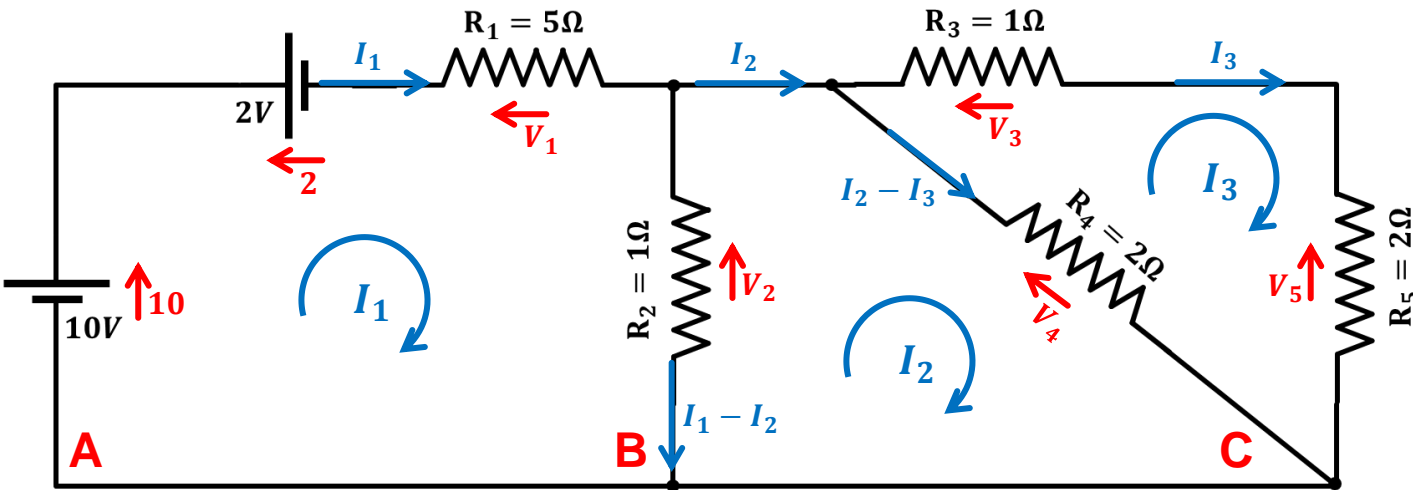 R₁ = 5Ω
R₃ = 1Ω
I₁
I₂
I₃
2V
V₁
V₃
2
I₂ − I₃
I₃
R₄ = 2Ω
R₂ = 1Ω
R₅ = 2Ω
10
I₁
V₂
V₄
V₅
10V
I₂
I₁ − I₂
A
B
C